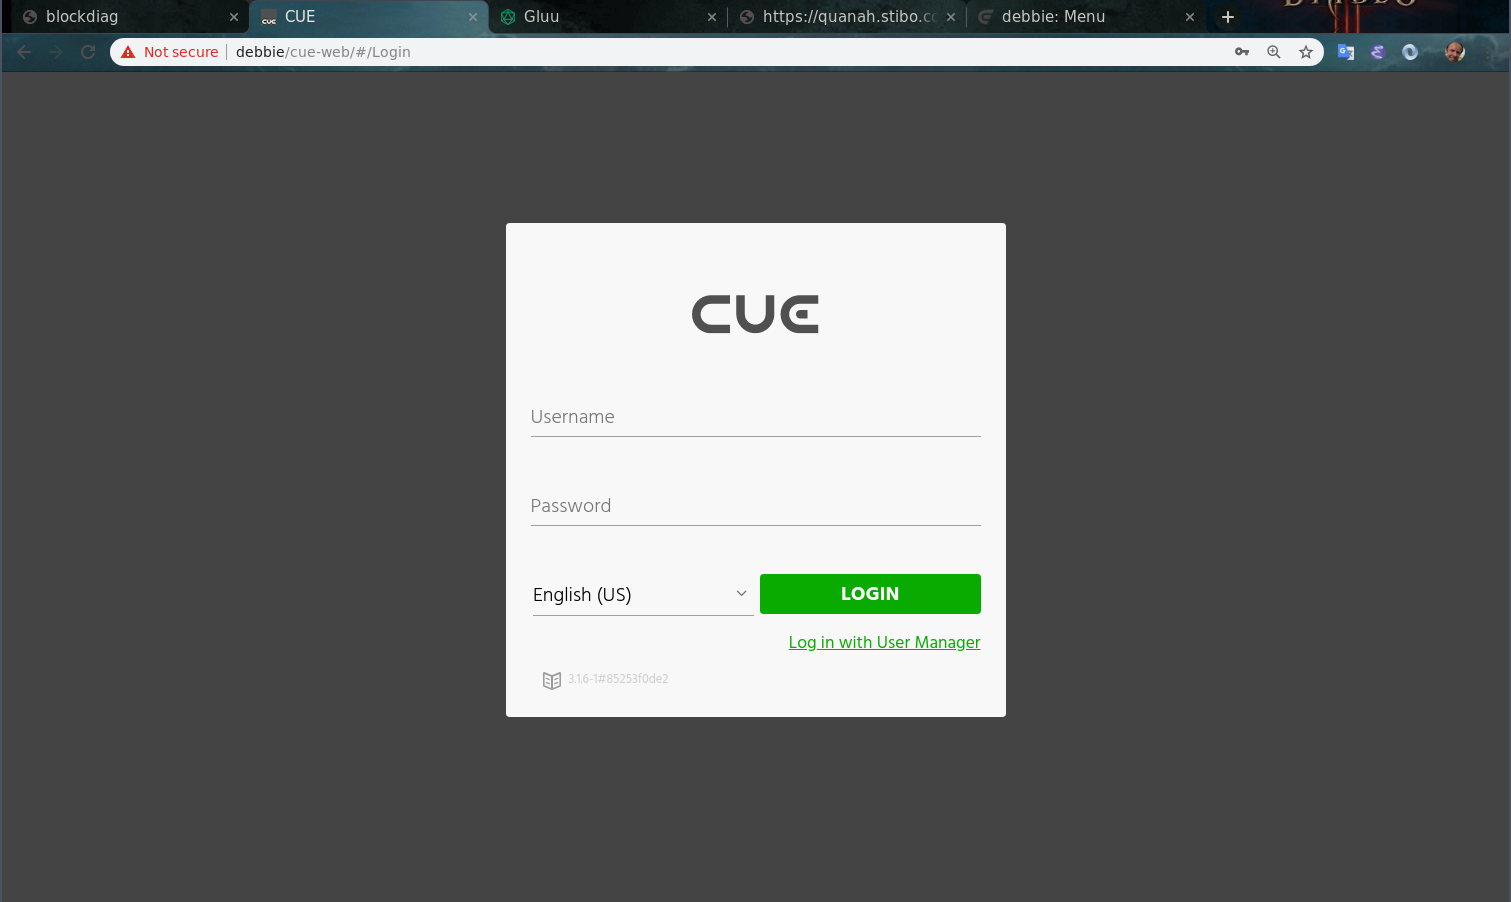 blockdiag
CUE
Gluu
https://quanah.stibo.cc
debbie: Menu
Not secure
debbie/cue-web/#/Login
CUE
Username
Password
English (US)
LOGIN
Log in with User Manager
3.1.6-1#85253f0de2